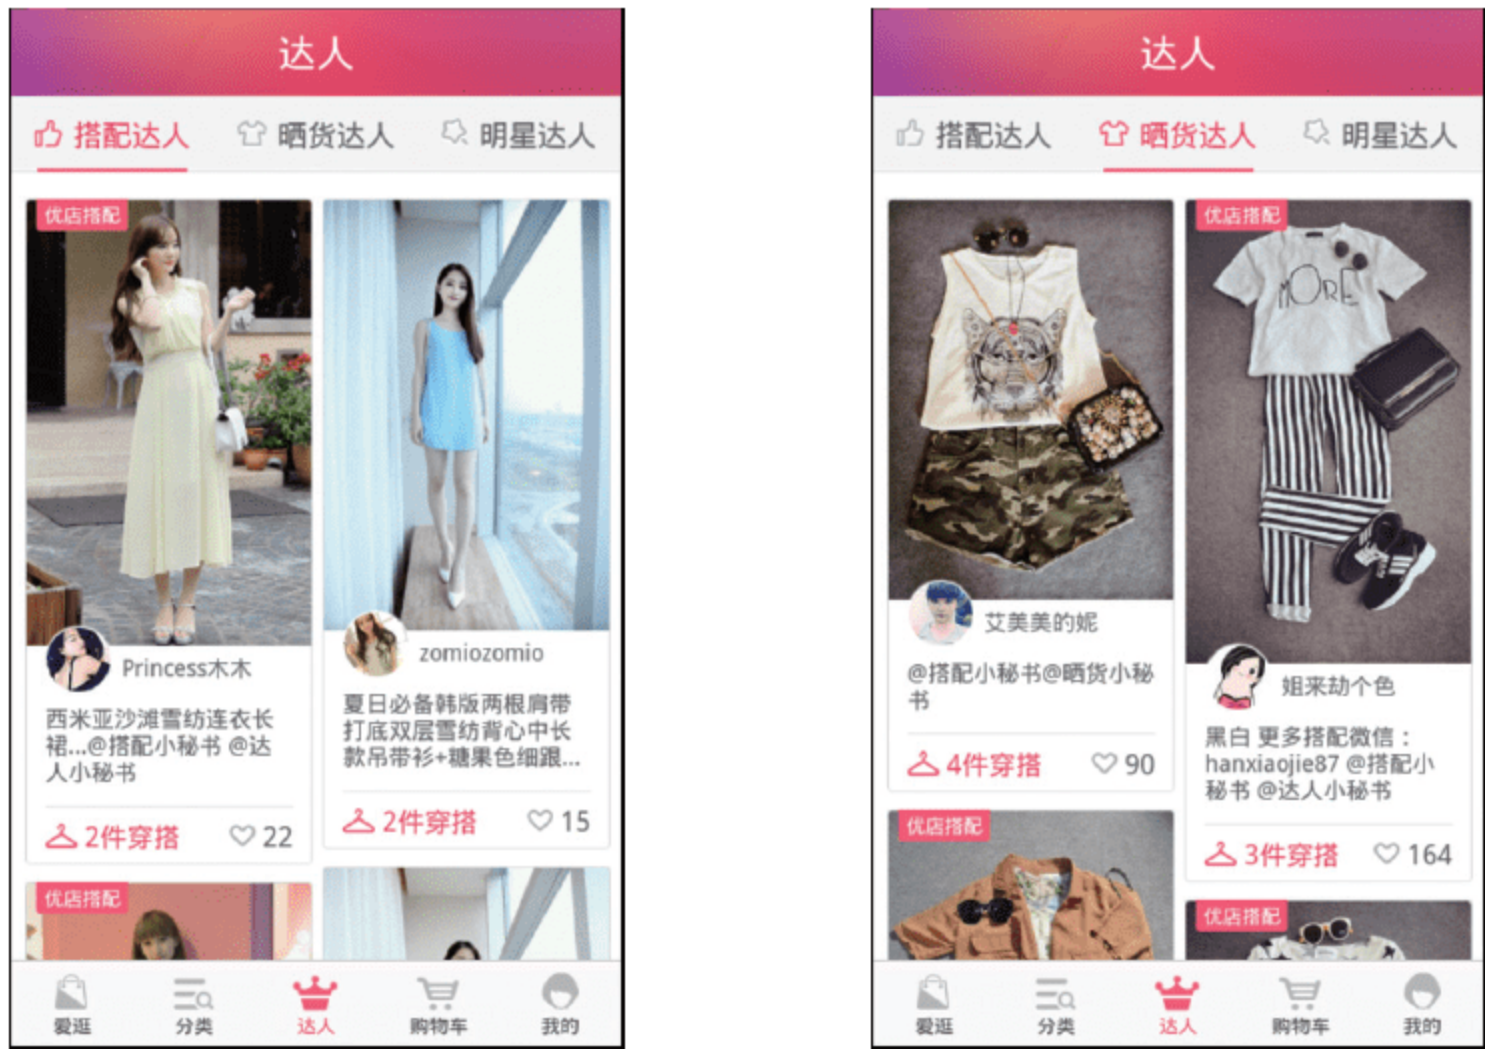 达人
搭配达人 晒货达人 明星达人
优店搭配
Princess木木
西米亚沙滩雪纺连衣长
裙...@搭配小秘书 @达
人小秘书
2件穿搭 22
zomiozomio
夏日必备韩版两根肩带
打底双层雪纺背心中长
款吊带衫+糖果色细跟...
2件穿搭 15
优店搭配
爱逛 分类 达人 购物车 我的
达人
搭配达人 晒货达人 明星达人
MORE
艾美美的妮
@搭配小秘书@晒货小秘
书
4件穿搭 90
优店搭配
姐来劫个色
黑白 更多搭配微信：
hanxiaojie87 @搭配小
秘书 @达人小秘书
3件穿搭 164
优店搭配
优店搭配
爱逛 分类 达人 购物车 我的